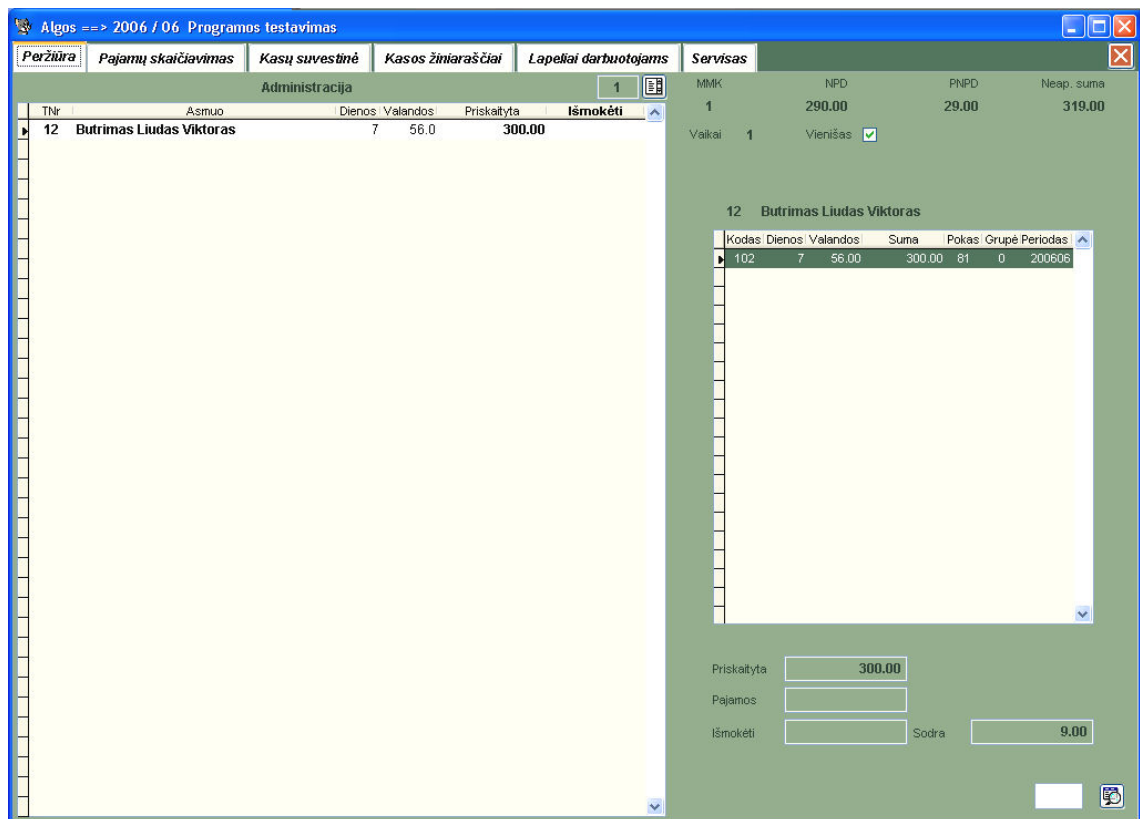 Algos ==> 2006 / 06 Programos testavimas
Peržiūra Pajamų skaičiavimas Kasų suvestinė Kasos žiniaraščiai Lapeliai darbuotojams Servisas
Administracija 1
TNr Asmuo Dienos Valandos Priskaityta Išmokėti
12 Butrimas Liudas Viktoras 7 56.0 300.00
MMK NPD PNPD Neap. suma
1 290.00 29.00 319.00
Vaikai 1 Vienišas
12 Butrimas Liudas Viktoras
Kodas Dienos Valandos Suma Pokas Grupė Periodas
102 7 56.00 300.00 81 0 200606
Priskaityta 300.00
Pajamos
Išmokėti Sodra 9.00